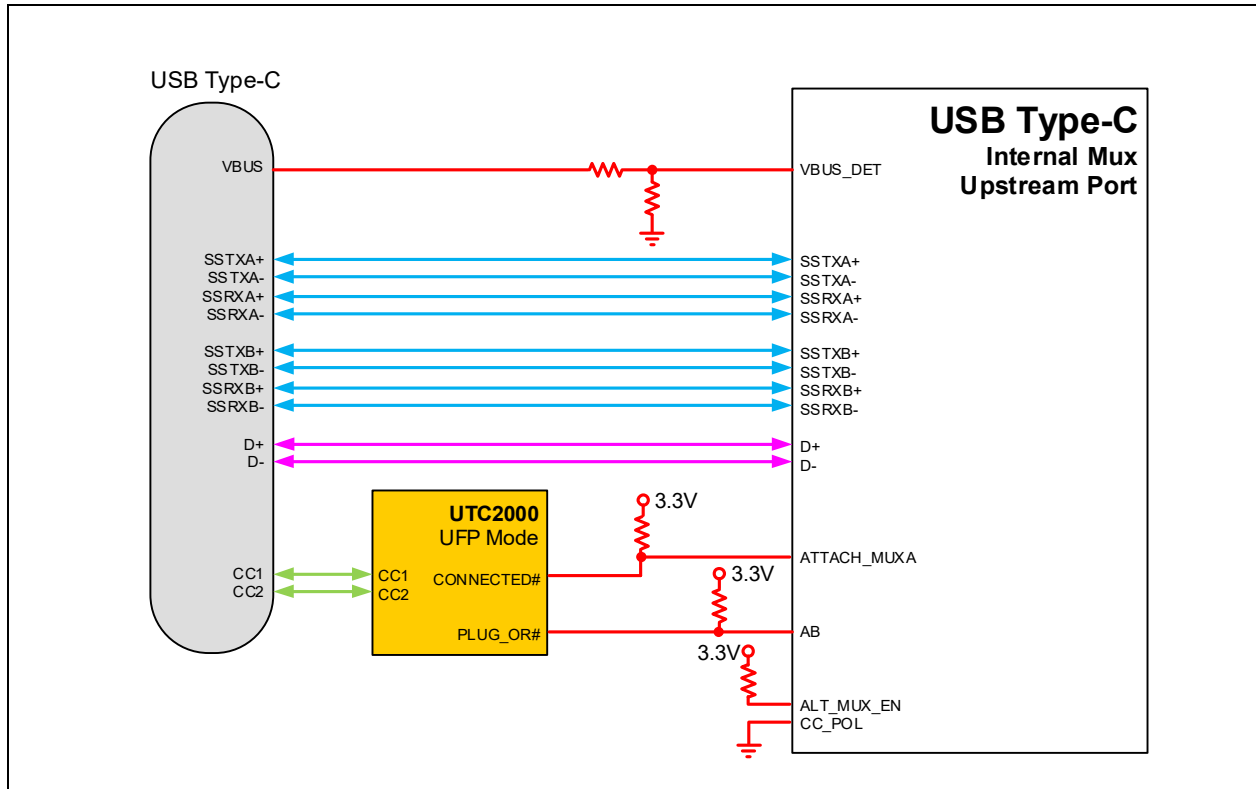 USB Type-C
USB Type-C
Internal Mux
Upstream Port
VBUS
VBUS_DET
SSTXA+
SSTXA-
SSRXA+
SSRXA-
SSTXA+
SSTXA-
SSRXA+
SSRXA-
SSTXB+
SSTXB-
SSRXB+
SSRXB-
SSTXB+
SSTXB-
SSRXB+
SSRXB-
D+
D-
D+
D-
UTC2000
UFP Mode
3.3V
ATTACH_MUXA
CC1
CC2
CC1
CC2
CONNECTED#
3.3V
PLUG_OR#
AB
3.3V
ALT_MUX_EN
CC_POL